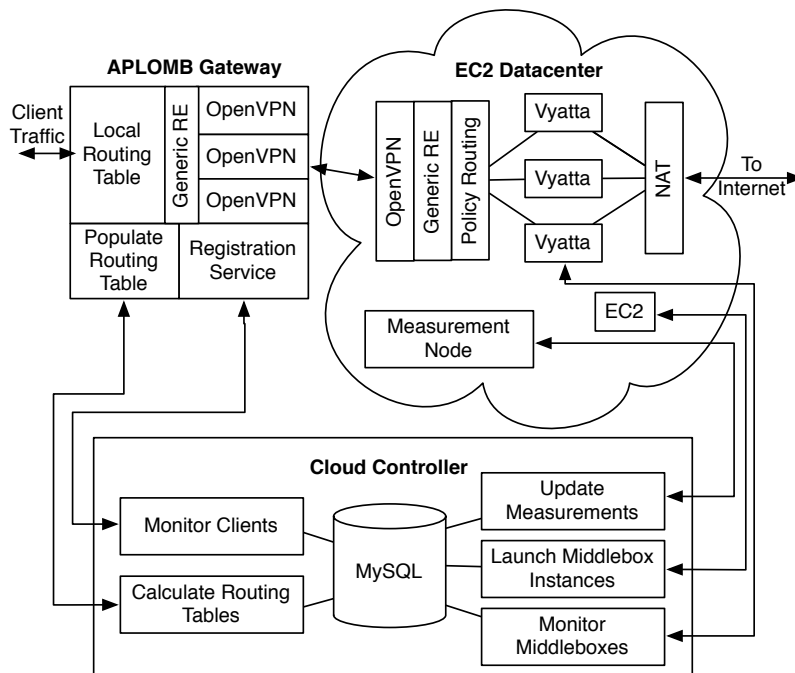 APLOMB Gateway
Client
Traffic
Local
Routing
Table
Generic RE
OpenVPN
OpenVPN
OpenVPN
Populate
Routing
Table
Registration
Service
EC2 Datacenter
OpenVPN
Generic RE
Policy Routing
Vyatta
Vyatta
Vyatta
NAT
To
Internet
EC2
Measurement
Node
Cloud Controller
Monitor Clients
Calculate Routing
Tables
MySQL
Update
Measurements
Launch Middlebox
Instances
Monitor
Middleboxes